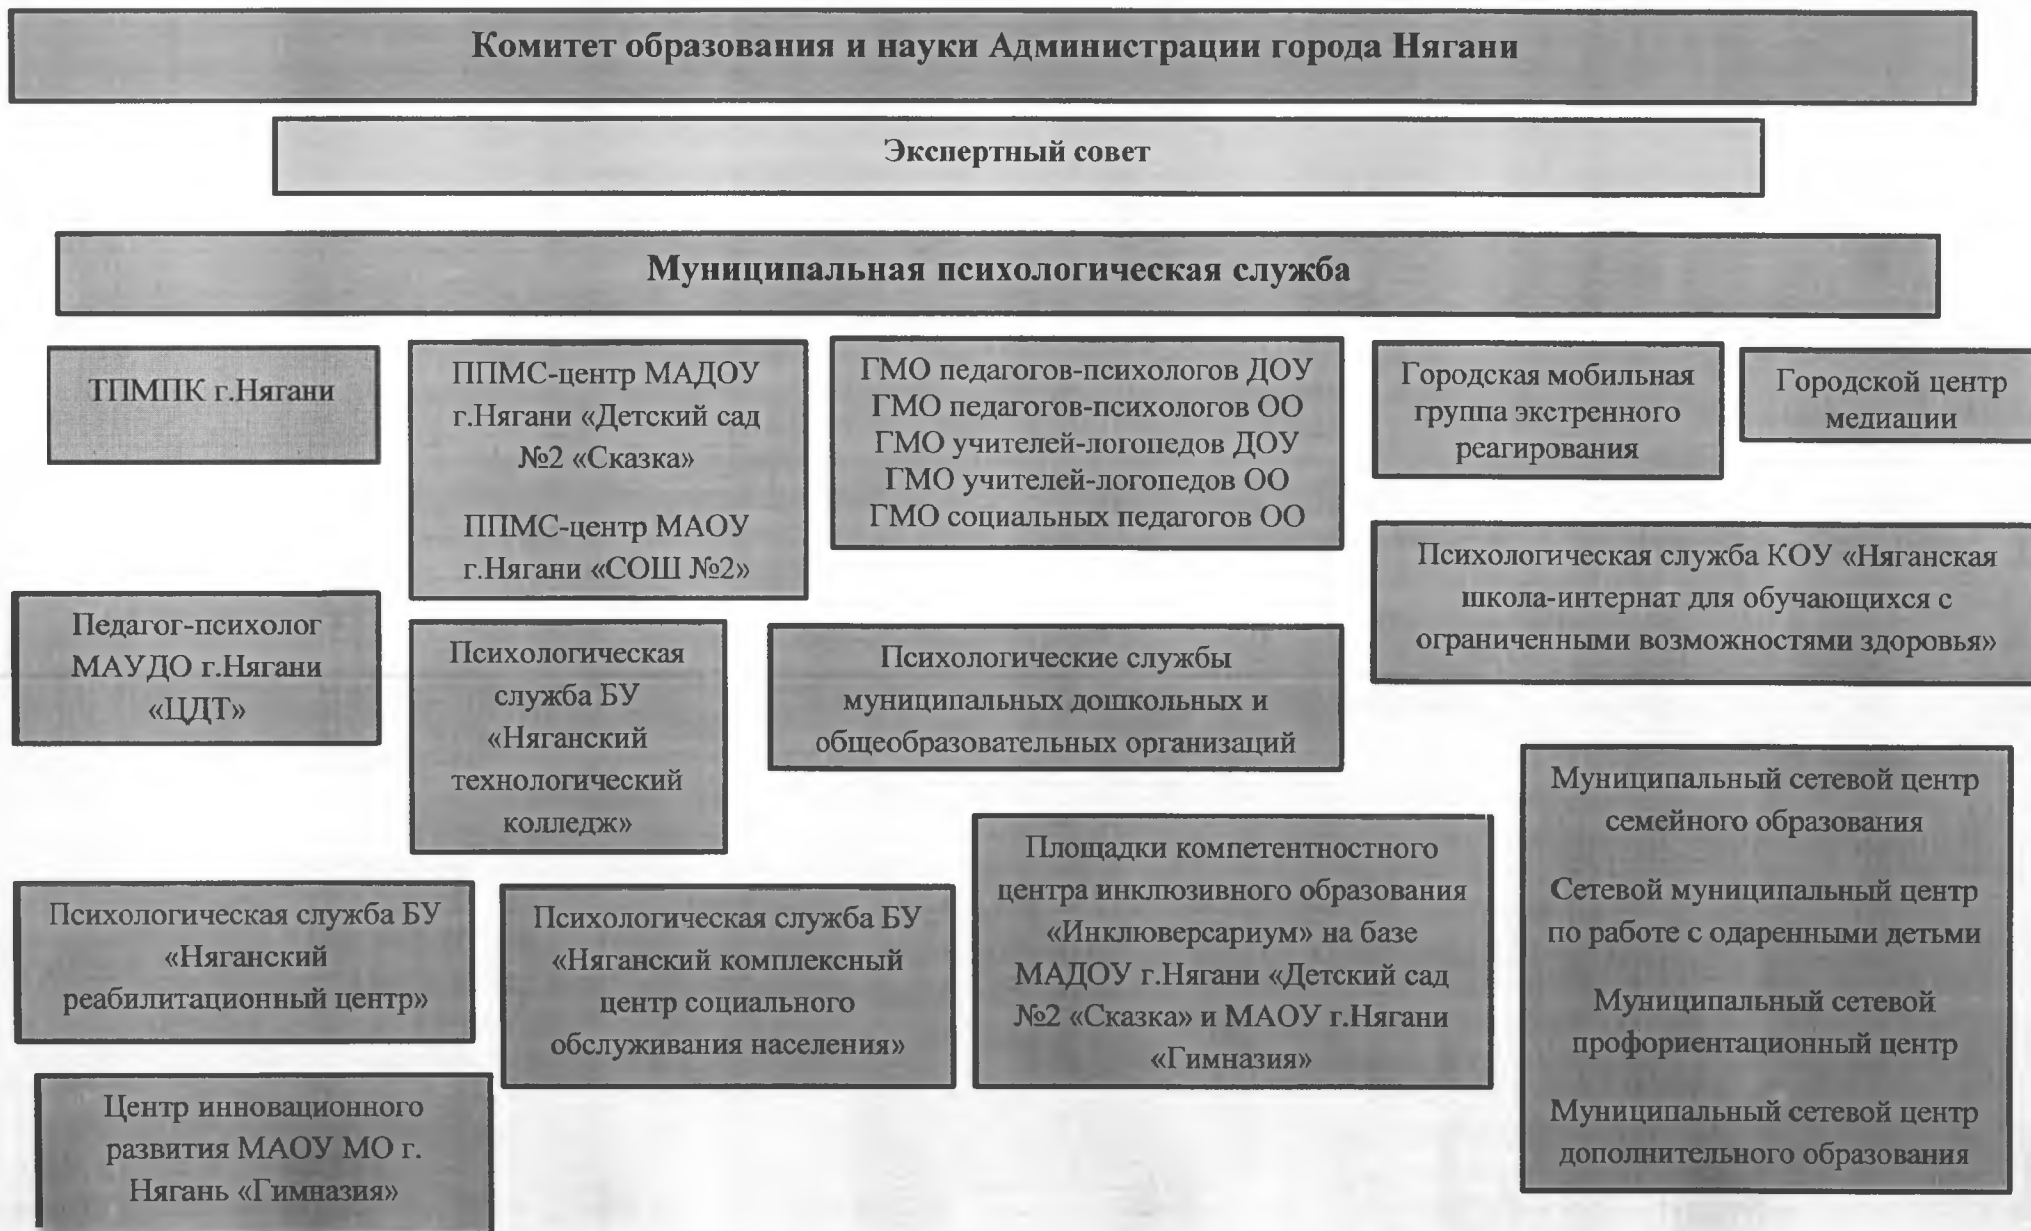 Комитет образования и науки Администрации города Нягани
Экспертный совет
Муниципальная психологическая служба
ТПМПК г.Нягани
ППМС-центр МАДОУ
г.Нягани «Детский сад
№2 «Сказка»
ППМС-центр МАОУ
г.Нягани «СОШ №2»
ГМО педагогов-психологов ДОУ
ГМО педагогов-психологов ОО
ГМО учителей-логопедов ДОУ
ГМО учителей-логопедов ОО
ГМО социальных педагогов ОО
Городская мобильная
группа экстренного
реагирования
Городской центр
медиации
Психологическая служба КОУ «Няганская
школа-интернат для обучающихся с
ограниченными возможностями здоровья»
Педагог-психолог
МАУДО г.Нягани
«ЦДТ»
Психологическая
служба БУ
«Няганский
технологический
колледж»
Психологические службы
муниципальных дошкольных и
общеобразовательных организаций
Муниципальный сетевой центр
семейного образования
Сетевой муниципальный центр
по работе с одаренными детьми
Муниципальный сетевой
профориентационный центр
Муниципальный сетевой центр
дополнительного образования
Площадки компетентностного
центра инклюзивного образования
«Инклюверсариум» на базе
МАДОУ г.Нягани «Детский сад
№2 «Сказка» и МАОУ г.Нягани
«Гимназия»
Психологическая служба БУ
«Няганский
реабилитационный центр»
Психологическая служба БУ
«Няганский комплексный
центр социального
обслуживания населения»
Центр инновационного
развития МАОУ МО г.
Нягань «Гимназия»